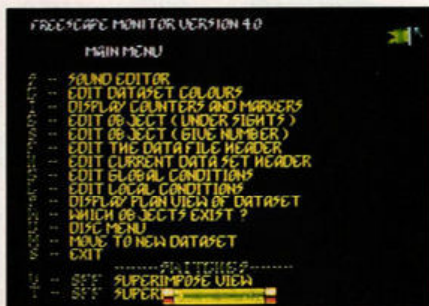 FREESCAPE MONITOR VERSION 4.0
MAIN MENU
- SOUND EDITOR
- EDIT DATASET COLOURS
- DISPLAY COUNTERS AND MARKERS
- EDIT OBJECT (UNDER SIGHTS)
- EDIT OBJECT (GIVE NUMBER)
- EDIT THE DATA FILE HEADER
- EDIT CURRENT DATA SET HEADER
- EDIT GLOBAL CONDITIONS
- EDIT LOCAL CONDITIONS
- DISPLAY PLAN VIEW OF DATASET
- WHICH OBJECTS EXIST ?
- DISC MENU
- MOVE TO NEW DATASET
- EXIT
-------SWITCHES-------
- OFF SUPERIMPOSE VIEW
- OFF